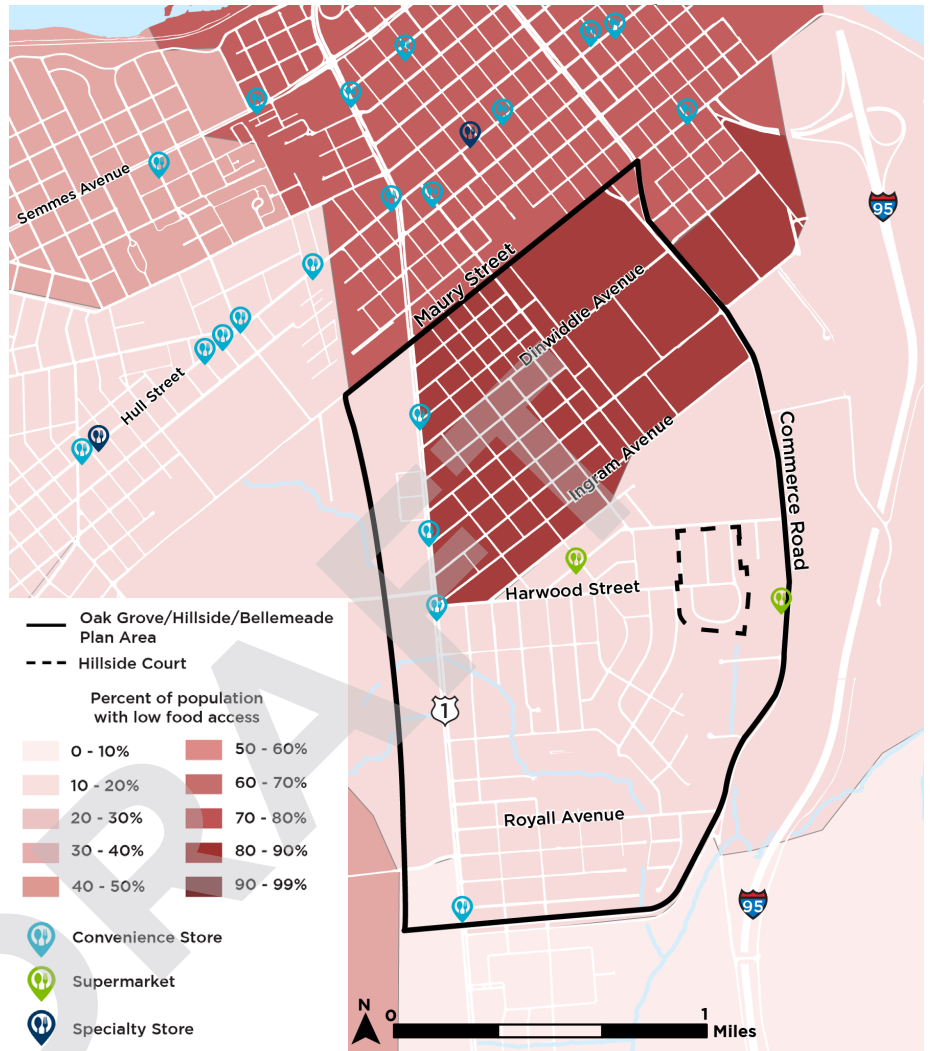 Semmes Avenue
95
Maury Street
Dinwiddie Avenue
Hull Street
Ingram Avenue
Commerce Road
Harwood Street
Oak Grove/Hillside/Bellemeade
Plan Area
Hillside Court
Percent of population
with low food access
0 - 10%
10 - 20%
20 - 30%
30 - 40%
40 - 50%
50 - 60%
60 - 70%
70 - 80%
80 - 90%
90 - 99%
1
Royall Avenue
95
Convenience Store
Supermarket
Specialty Store
N
0
1
Miles
DRAFT